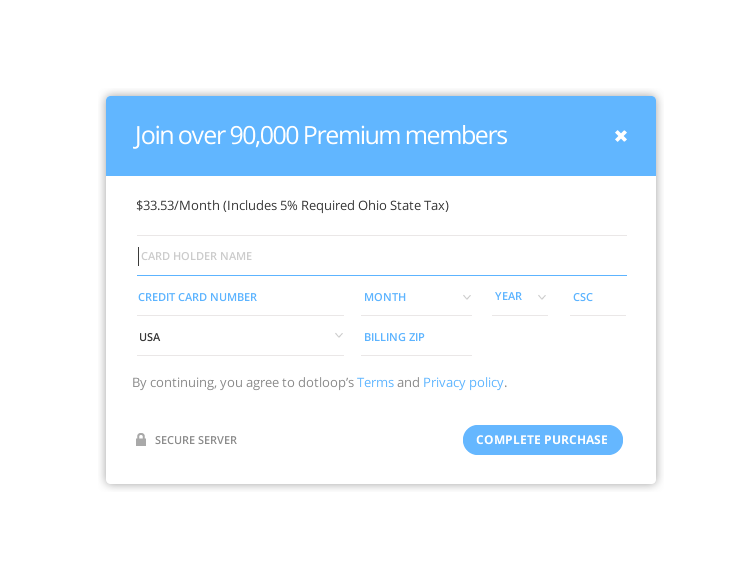 Join over 90,000 Premium members
$33.53/Month (Includes 5% Required Ohio State Tax)
CARD HOLDER NAME
CREDIT CARD NUMBER MONTH YEAR CSC
USA BILLING ZIP
By continuing, you agree to dotloop's Terms and Privacy policy.
SECURE SERVER COMPLETE PURCHASE